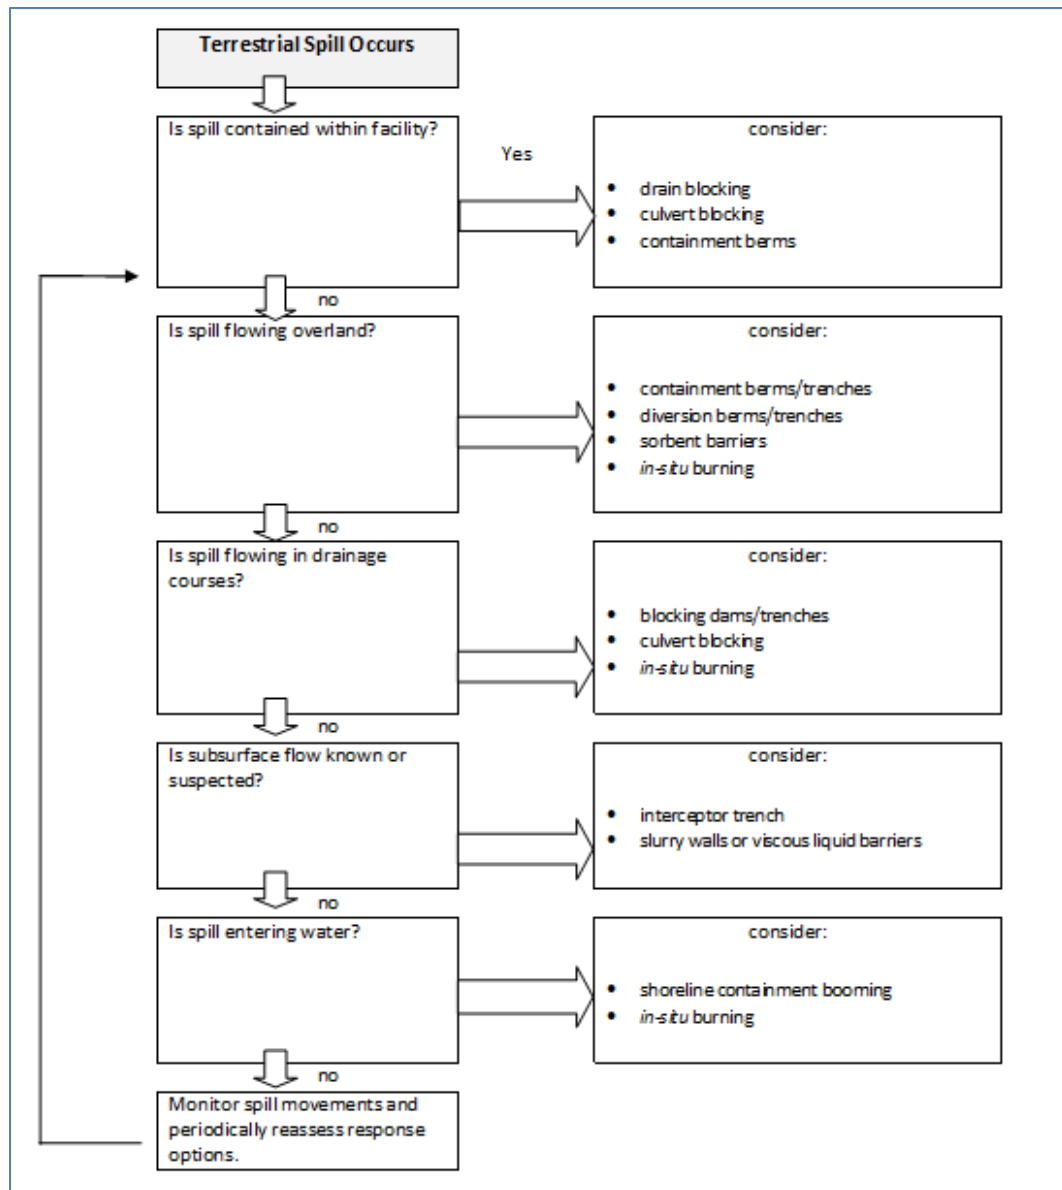 Terrestrial Spill Occurs
Is spill contained within facility?
Yes
consider:
• drain blocking
• culvert blocking
• containment berms
no
Is spill flowing overland?
consider:
• containment berms/trenches
• diversion berms/trenches
• sorbent barriers
• in-situ burning
no
Is spill flowing in drainage
courses?
consider:
• blocking dams/trenches
• culvert blocking
• in-situ burning
no
Is subsurface flow known or
suspected?
consider:
• interceptor trench
• slurry walls or viscous liquid barriers
no
Is spill entering water?
consider:
• shoreline containment booming
• in-situ burning
no
Monitor spill movements and
periodically reassess response
options.